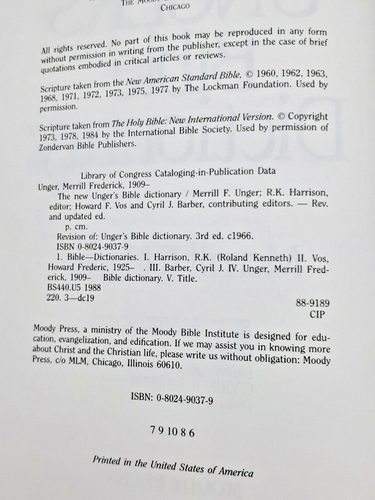 THE MOODY
CHICAGO
All rights reserved. No part of this book may be reproduced in any form
without permission in writing from the publisher, except in the case of brief
quotations embodied in critical articles or reviews.
Scripture taken from the New American Standard Bible, © 1960, 1962, 1963,
1968, 1971, 1972, 1973, 1975, 1977 by The Lockman Foundation. Used by
permission.
Scripture taken from The Holy Bible: New International Version. © Copyright
1973, 1978, 1984 by the International Bible Society. Used by permission of
Zondervan Bible Publishers.
Library of Congress Cataloging-in-Publication Data
Unger, Merrill Frederick, 1909–
The new Unger's Bible dictionary / Merrill F. Unger; R.K. Harrison,
editor; Howard F. Vos and Cyril J. Barber, contributing editors. — Rev.
and updated ed.
p. cm.
Revision of: Unger's Bible dictionary. 3rd ed. c1966.
ISBN 0-8024-9037-9
1. Bible—Dictionaries. I. Harrison, R.K. (Roland Kenneth) II. Vos,
Howard Frederic, 1925– . III. Barber, Cyril J. IV. Unger, Merrill Fred-
erick, 1909– Bible dictionary. V. Title.
BS440.U5 1988
220. 3—dc19
88-9189
CIP
Moody Press, a ministry of the Moody Bible Institute is designed for edu-
cation, evangelization, and edification. If we may assist you in knowing more
about Christ and the Christian life, please write us without obligation: Moody
Press, c/o MLM, Chicago, Illinois 60610.
ISBN: 0-8024-9037-9
7 9 10 8 6
Printed in the United States of America